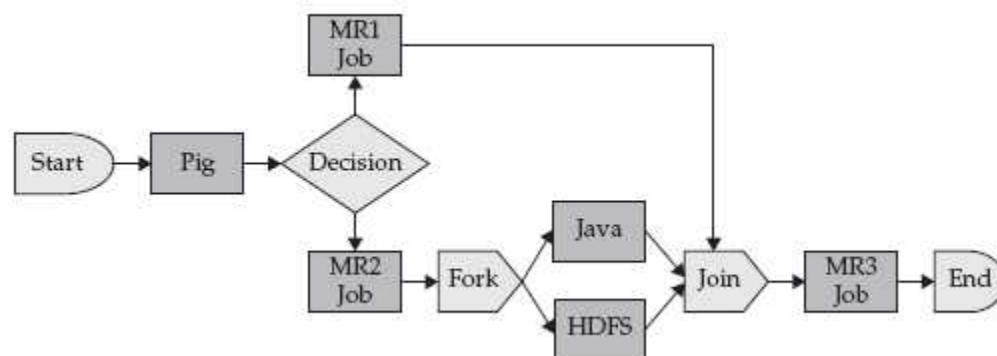 MR1
Job
Start
Pig
Decision
MR2
Job
Fork
Java
HDFS
Join
MR3
Job
End